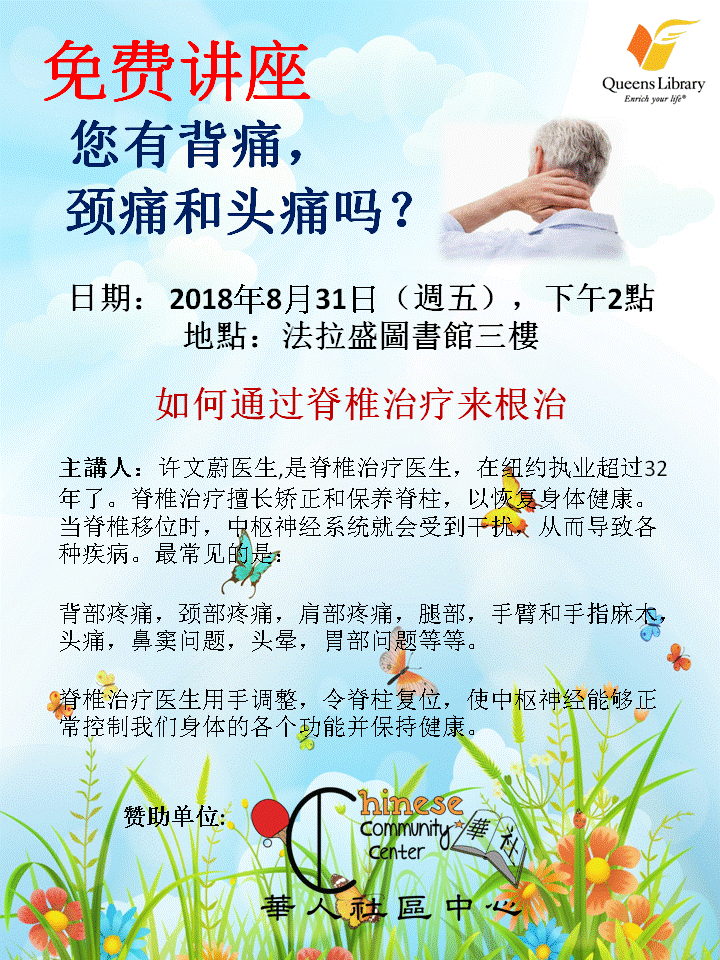 免费讲座
Queens Library
Enrich your life®
您有背痛，
颈痛和头痛吗？
日期： 2018年8月31日（週五），下午2點
地點：法拉盛圖書館三樓
如何通过脊椎治疗来根治
主講人：许文蔚医生,是脊椎治疗医生，在纽约执业超过32
年了。脊椎治疗擅长矫正和保养脊柱，以恢复身体健康。
当脊椎移位时，中枢神经系统就会受到干扰，从而导致各
种疾病。最常见的是：
背部疼痛，颈部疼痛，肩部疼痛，腿部，手臂和手指麻木，
头痛，鼻窦问题，头晕，胃部问题等等。
脊椎治疗医生用手调整，令脊柱复位，使中枢神经能够正
常控制我们身体的各个功能并保持健康。
赞助单位:
Chinese
Community
Center
華社
華人社區中心